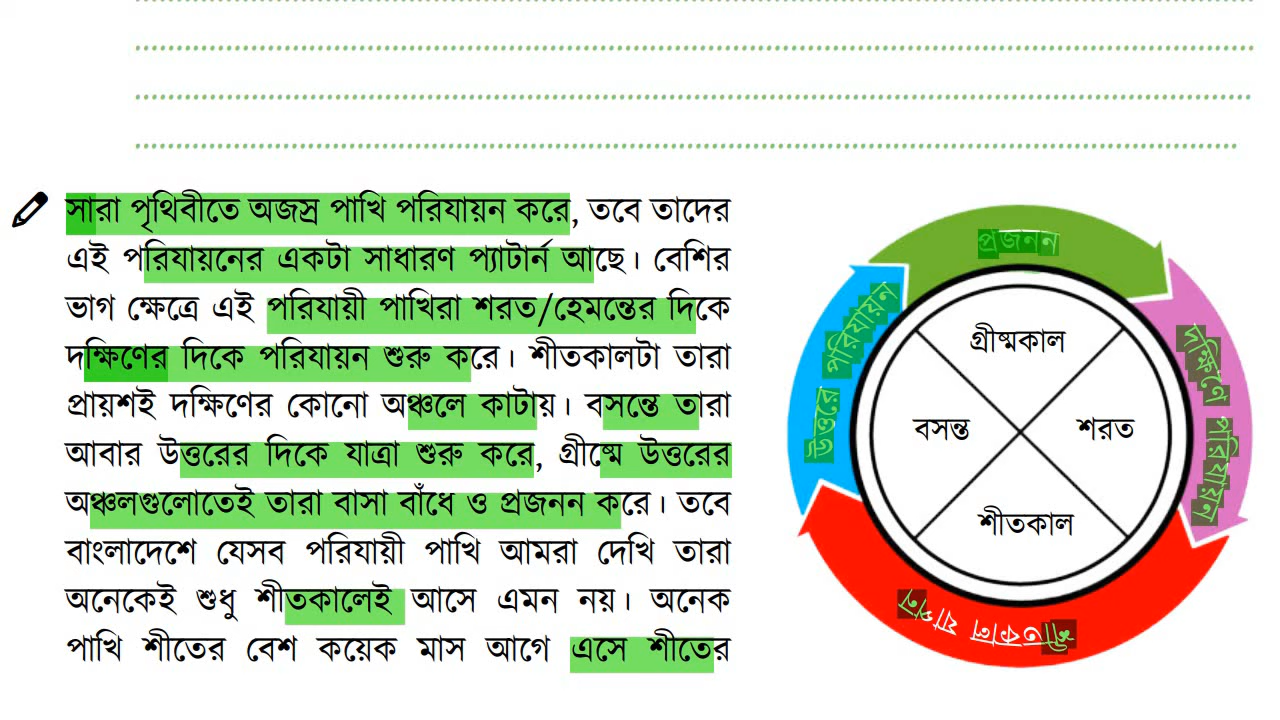 সারা পৃথিবীতে অজস্র পাখি পরিযায়ন করে, তবে তাদের
এই পরিযায়নের একটা সাধারণ প্যাটার্ন আছে। বেশির
ভাগ ক্ষেত্রে এই পরিযায়ী পাখিরা শরত/হেমন্তের দিকে
দক্ষিণের দিকে পরিযায়ন শুরু করে। শীতকালটা তারা
প্রায়শই দক্ষিণের কোনো অঞ্চলে কাটায়। বসন্তে তারা
আবার উত্তরের দিকে যাত্রা শুরু করে, গ্রীষ্মে উত্তরের
অঞ্চলগুলোতেই তারা বাসা বাঁধে ও প্রজনন করে। তবে
বাংলাদেশে যেসব পরিযায়ী পাখি আমরা দেখি তারা
অনেকেই শুধু শীতকালেই আসে এমন নয়। অনেক
পাখি শীতের বেশ কয়েক মাস আগে এসে শীতের
প্রজনন
দক্ষিণে পরিযায়ন
শীতকাল যাপন
উত্তরে পরিযায়ন
গ্রীষ্মকাল
বসন্ত
শরত
শীতকাল